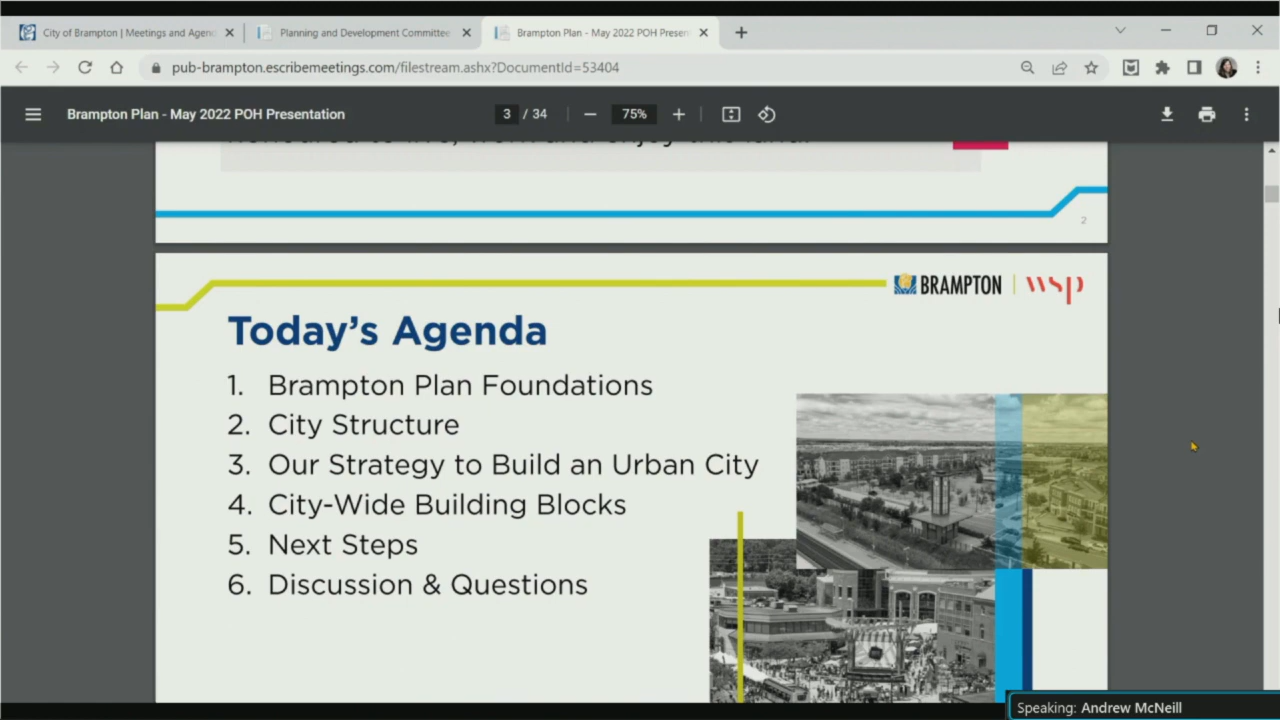 City of Brampton | Meetings and Agen
Planning and Development Committee
Brampton Plan - May 2022 POH Presen
pub-brampton.escribemeetings.com/filestream.ashx?DocumentId=53404
Brampton Plan - May 2022 POH Presentation
3 / 34
75%
2
BRAMPTON
wsp
Today's Agenda
1. Brampton Plan Foundations
2. City Structure
3. Our Strategy to Build an Urban City
4. City-Wide Building Blocks
5. Next Steps
6. Discussion & Questions
Speaking: Andrew McNeill